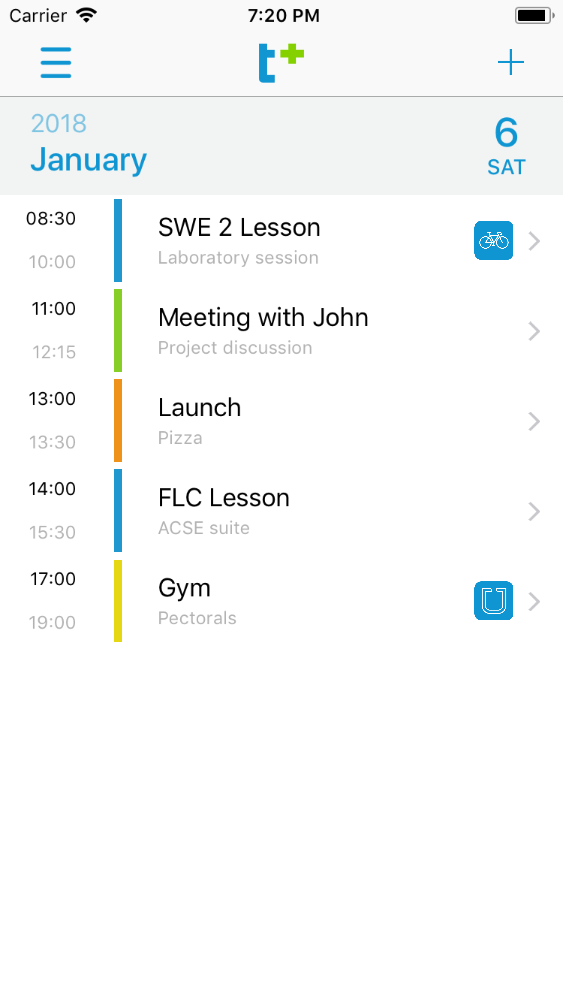 Carrier 7:20 PM
t+
2018
January
6
SAT
08:30
10:00
SWE 2 Lesson
Laboratory session
11:00
12:15
Meeting with John
Project discussion
13:00
13:30
Launch
Pizza
14:00
15:30
FLC Lesson
ACSE suite
17:00
19:00
Gym
Pectorals